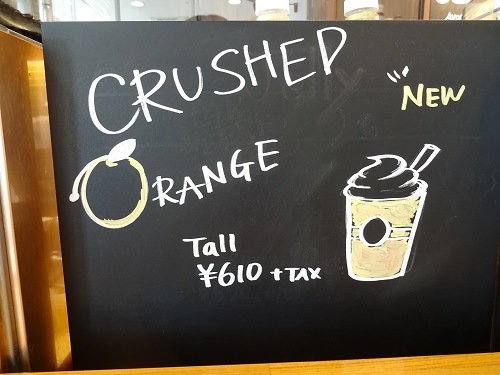 CRUSHED
NEW
ORANGE
Tall
¥610 + TAX